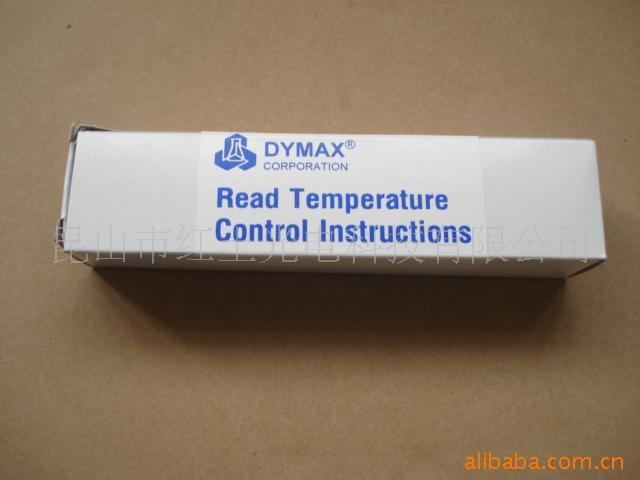 DYMAX®
CORPORATION
Read Temperature
Control Instructions
昆山市红王光电科技有限公司
alibaba.com.cn